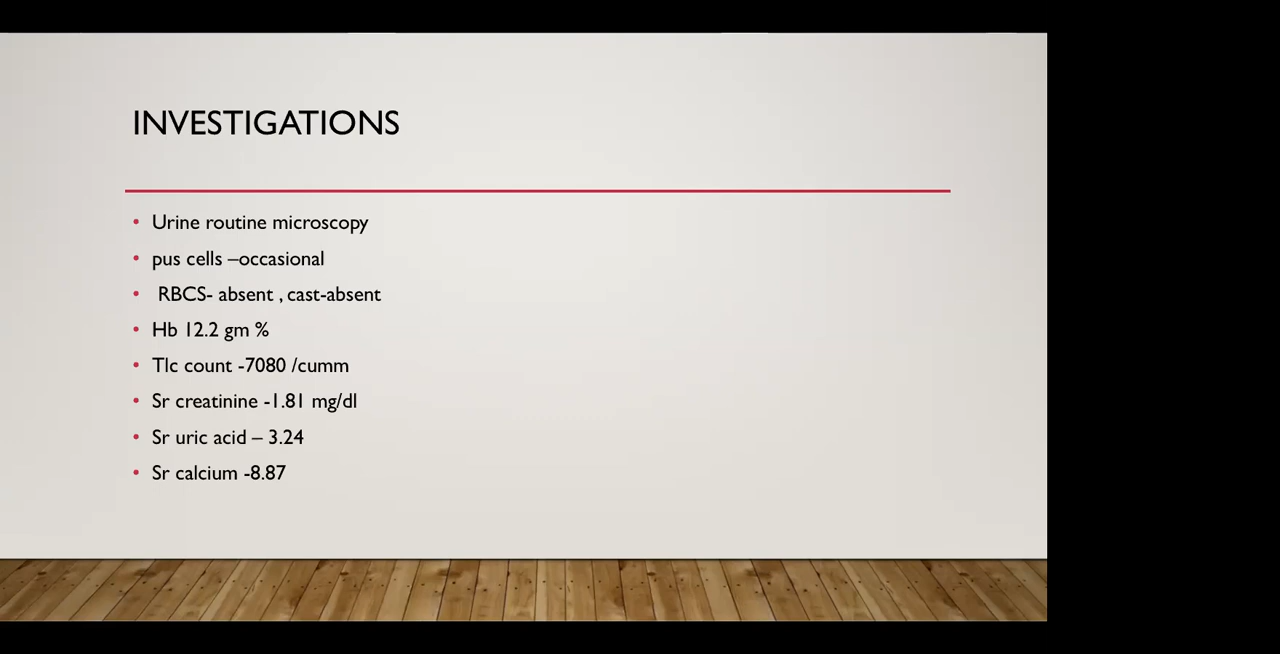 INVESTIGATIONS
• Urine routine microscopy
• pus cells –occasional
• RBCS- absent , cast-absent
• Hb 12.2 gm %
• Tlc count -7080 /cumm
• Sr creatinine -1.81 mg/dl
• Sr uric acid – 3.24
• Sr calcium -8.87